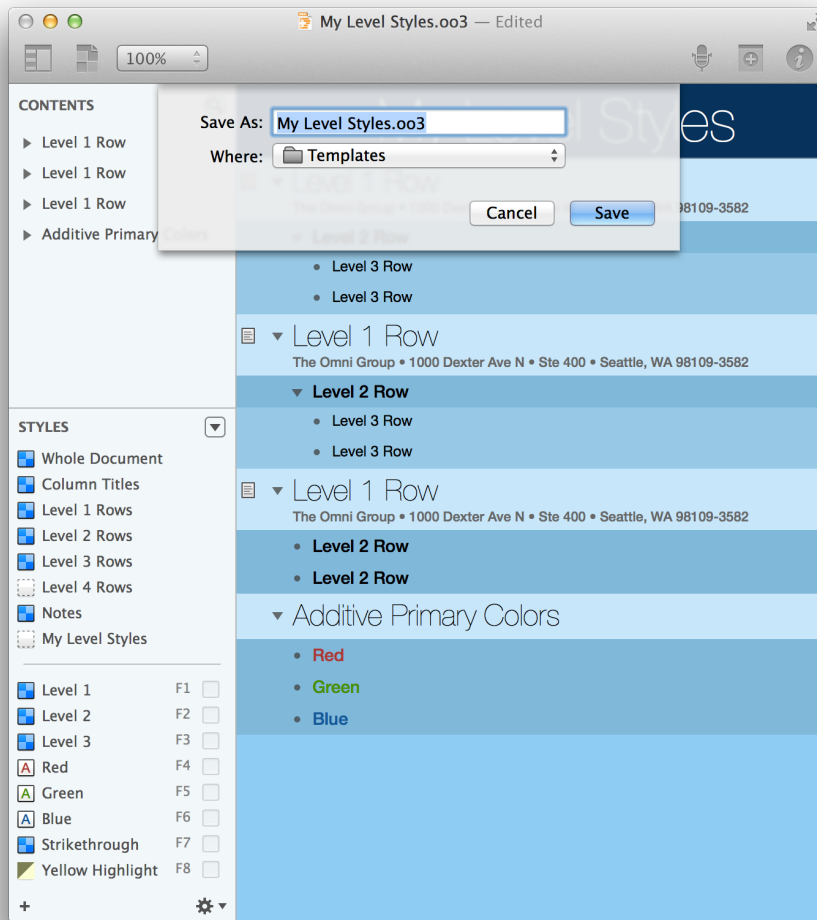 My Level Styles.oo3 — Edited
100%
CONTENTS
Level 1 Row
Level 1 Row
Level 1 Row
Additive Primary Colors
Save As: My Level Styles.oo3
Where: Templates
Cancel Save
My Level Styles
Level 1 Row
The Omni Group • 1000 Dexter Ave N • Ste 400 • Seattle, WA 98109-3582
Level 2 Row
Level 3 Row
Level 3 Row
Level 1 Row
The Omni Group • 1000 Dexter Ave N • Ste 400 • Seattle, WA 98109-3582
Level 2 Row
Level 3 Row
Level 3 Row
Level 1 Row
The Omni Group • 1000 Dexter Ave N • Ste 400 • Seattle, WA 98109-3582
Level 2 Row
Level 2 Row
Additive Primary Colors
Red
Green
Blue
STYLES
Whole Document
Column Titles
Level 1 Rows
Level 2 Rows
Level 3 Rows
Level 4 Rows
Notes
My Level Styles
Level 1 F1
Level 2 F2
Level 3 F3
A Red F4
A Green F5
A Blue F6
Strikethrough F7
Yellow Highlight F8